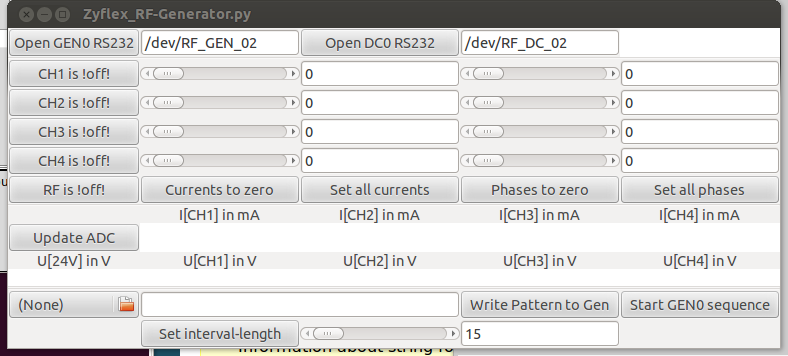 Zyflex_RF-Generator.py
Open GEN0 RS232 /dev/RF_GEN_02 Open DC0 RS232 /dev/RF_DC_02
CH1 is !off! 0 0
CH2 is !off! 0 0
CH3 is !off! 0 0
CH4 is !off! 0 0
RF is !off! Currents to zero Set all currents Phases to zero Set all phases
I[CH1] in mA I[CH2] in mA I[CH3] in mA I[CH4] in mA
Update ADC
U[24V] in V U[CH1] in V U[CH2] in V U[CH3] in V U[CH4] in V
(None) Write Pattern to Gen Start GEN0 sequence
Set interval-length 15
information about string